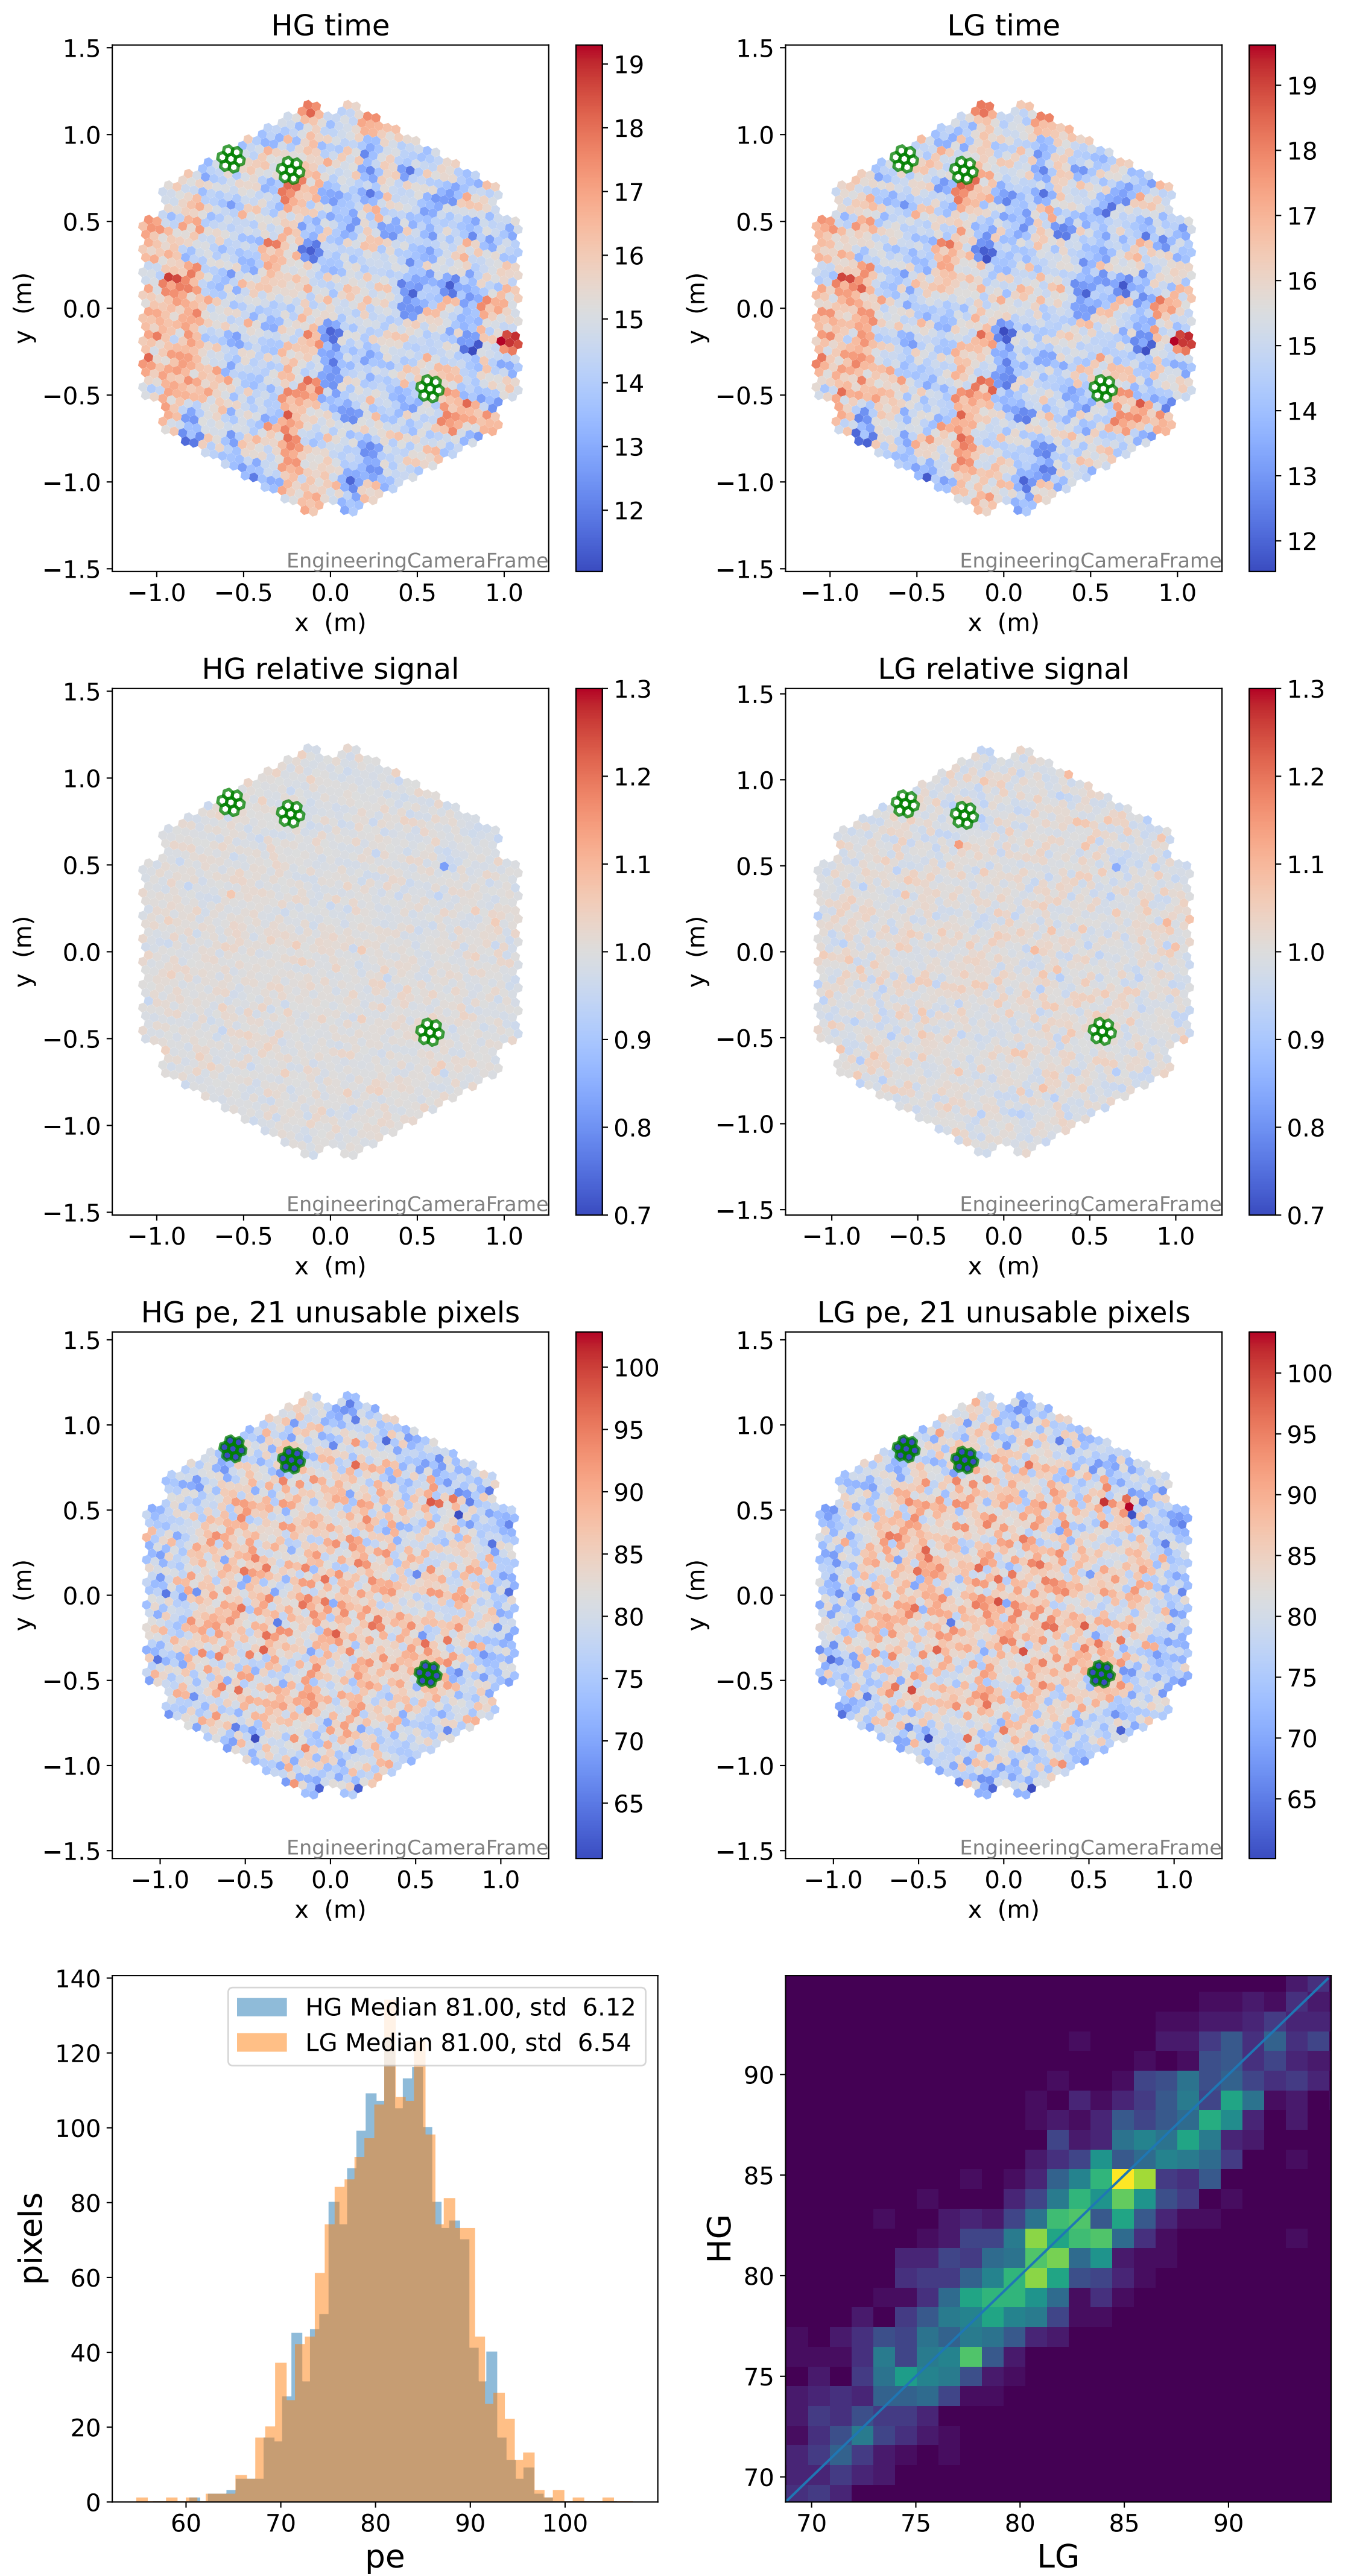 HG time
LG time
1.5
1.0
0.5
0.0
−0.5
−1.0
−1.5
y (m)
−1.0 −0.5 0.0 0.5 1.0
x (m)
EngineeringCameraFrame
19
18
17
16
15
14
13
12
1.5
1.0
0.5
0.0
−0.5
−1.0
−1.5
y (m)
−1.0 −0.5 0.0 0.5 1.0
x (m)
EngineeringCameraFrame
19
18
17
16
15
14
13
12
HG relative signal
LG relative signal
1.5
1.0
0.5
0.0
−0.5
−1.0
−1.5
y (m)
−1.0 −0.5 0.0 0.5 1.0
x (m)
EngineeringCameraFrame
1.3
1.2
1.1
1.0
0.9
0.8
0.7
1.5
1.0
0.5
0.0
−0.5
−1.0
−1.5
y (m)
−1.0 −0.5 0.0 0.5 1.0
x (m)
EngineeringCameraFrame
1.3
1.2
1.1
1.0
0.9
0.8
0.7
HG pe, 21 unusable pixels
LG pe, 21 unusable pixels
1.5
1.0
0.5
0.0
−0.5
−1.0
−1.5
y (m)
−1.0 −0.5 0.0 0.5 1.0
x (m)
EngineeringCameraFrame
100
95
90
85
80
75
70
65
1.5
1.0
0.5
0.0
−0.5
−1.0
−1.5
y (m)
−1.0 −0.5 0.0 0.5 1.0
x (m)
EngineeringCameraFrame
100
95
90
85
80
75
70
65
140
120
100
80
60
40
20
0
pixels
60 70 80 90 100
pe
HG Median 81.00, std 6.12
LG Median 81.00, std 6.54
90
85
80
75
70
HG
70 75 80 85 90
LG